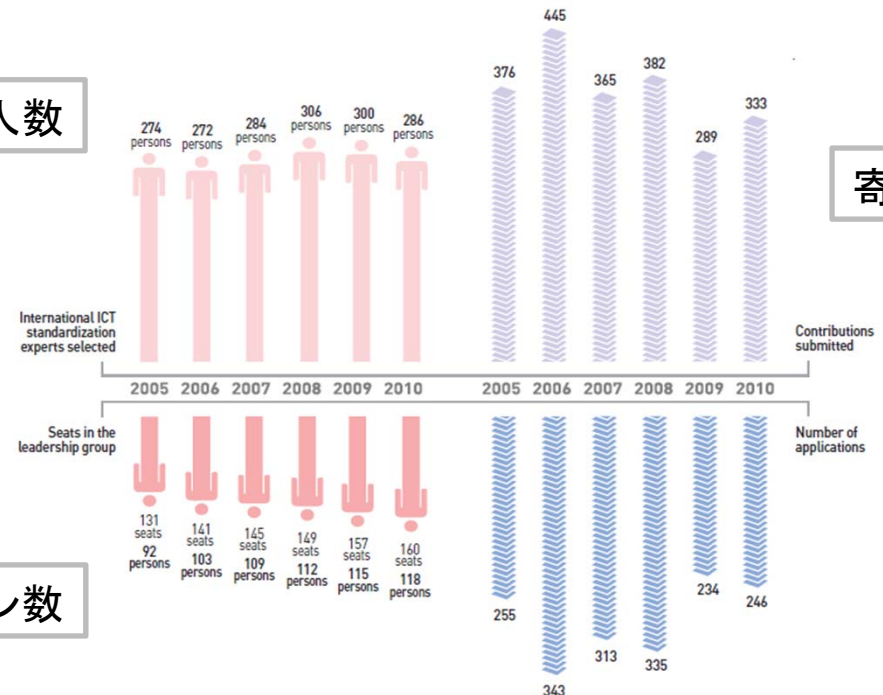 445
376
382
365
333
289
人数
274
persons
272
persons
284
persons
306
persons
300
persons
286
persons
寄
International ICT
standardization
experts selected
Contributions
submitted
2005 2006 2007 2008 2009 2010
2005 2006 2007 2008 2009 2010
Seats in the
leadership group
Number of
applications
131
seats
92
persons
141
seats
103
persons
145
seats
109
persons
149
seats
112
persons
157
seats
115
persons
160
seats
118
persons
ン数
255
343
313
335
234
246